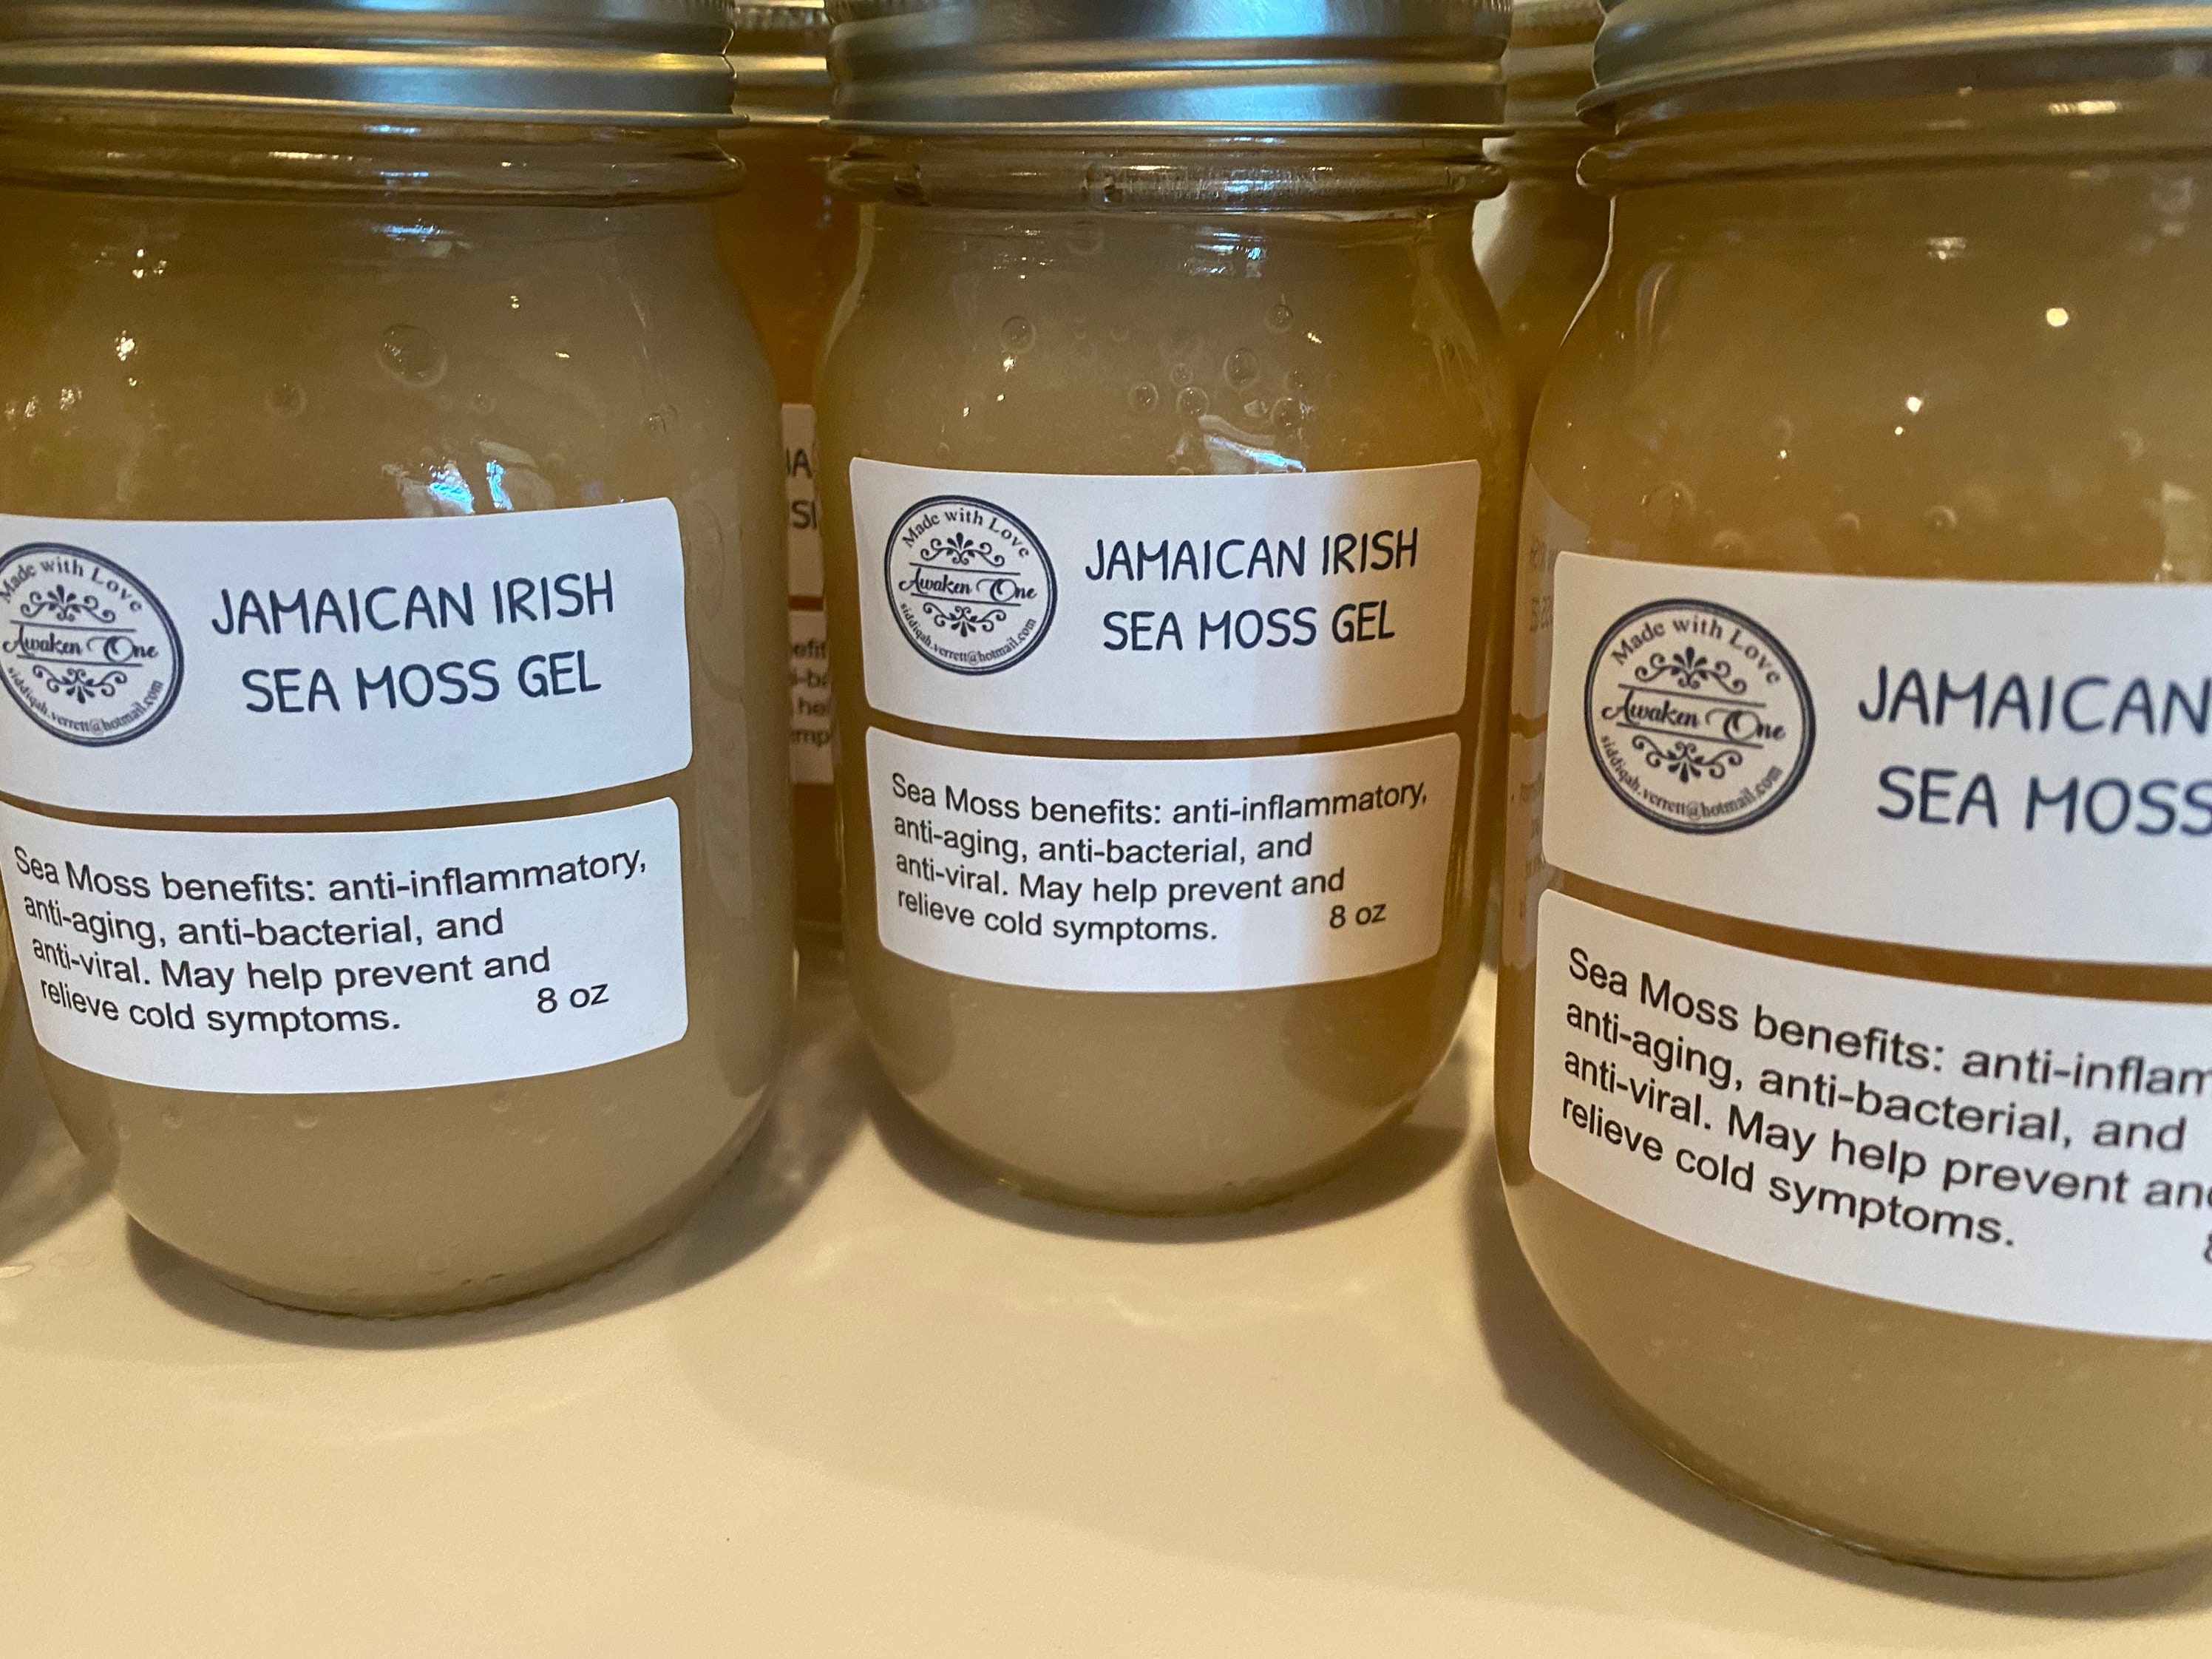 Made with Love
Awaken One
siddiqah.verrett@hotmail.com
JAMAICAN IRISH
SEA MOSS GEL
Sea Moss benefits: anti-inflammatory,
anti-aging, anti-bacterial, and
anti-viral. May help prevent and
relieve cold symptoms.
8 oz
Made with Love
Awaken One
siddiqah.verrett@hotmail.com
JAMAICAN IRISH
SEA MOSS GEL
Sea Moss benefits: anti-inflammatory,
anti-aging, anti-bacterial, and
anti-viral. May help prevent and
relieve cold symptoms.
8 oz
Made with Love
Awaken One
siddiqah.verrett@hotmail.com
JAMAICAN
SEA MOSS
Sea Moss benefits: anti-inflam
anti-aging, anti-bacterial, and
anti-viral. May help prevent an
relieve cold symptoms.